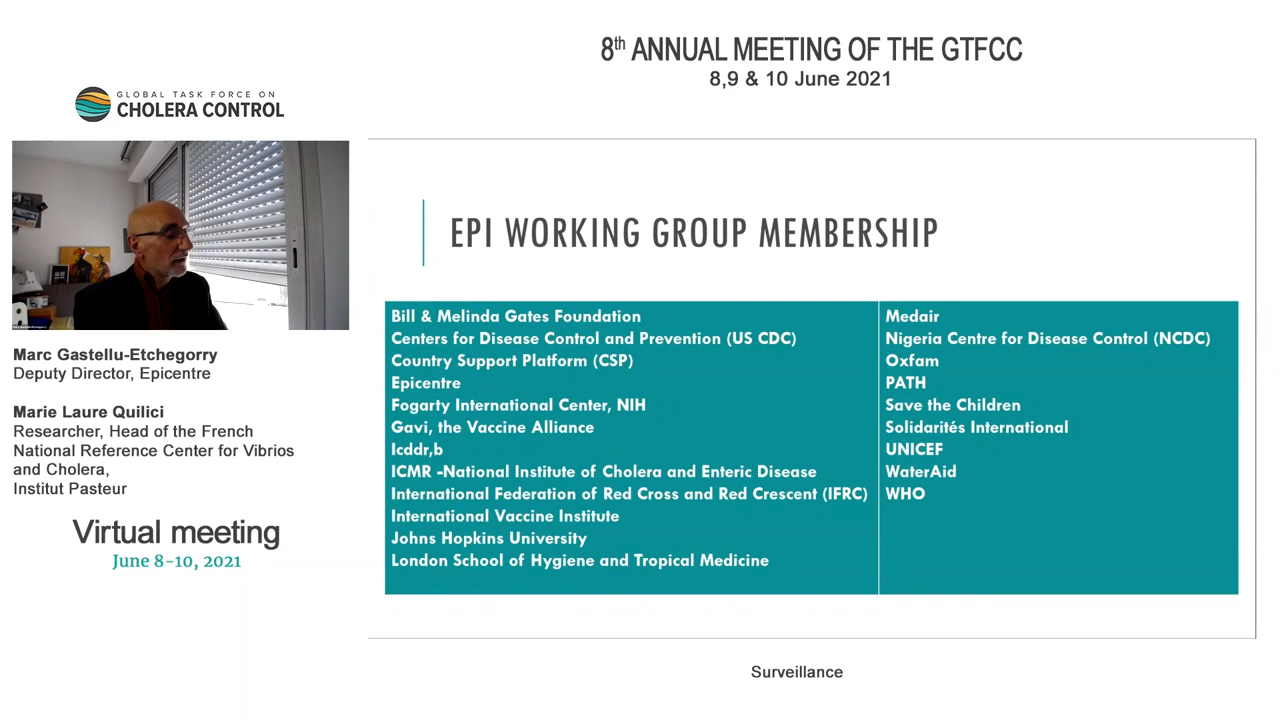 8th ANNUAL MEETING OF THE GTFCC
8,9 & 10 June 2021
GLOBAL TASK FORCE ON
CHOLERA CONTROL
Marc Gastellu-Etchegorry
Deputy Director, Epicentre
Marie Laure Quilici
Researcher, Head of the French
National Reference Center for Vibrios
and Cholera,
Institut Pasteur
Virtual meeting
June 8-10, 2021
EPI WORKING GROUP MEMBERSHIP
Bill & Melinda Gates Foundation
Centers for Disease Control and Prevention (US CDC)
Country Support Platform (CSP)
Epicentre
Fogarty International Center, NIH
Gavi, the Vaccine Alliance
Icddr,b
ICMR -National Institute of Cholera and Enteric Disease
International Federation of Red Cross and Red Crescent (IFRC)
International Vaccine Institute
Johns Hopkins University
London School of Hygiene and Tropical Medicine
Medair
Nigeria Centre for Disease Control (NCDC)
Oxfam
PATH
Save the Children
Solidarités International
UNICEF
WaterAid
WHO
Surveillance